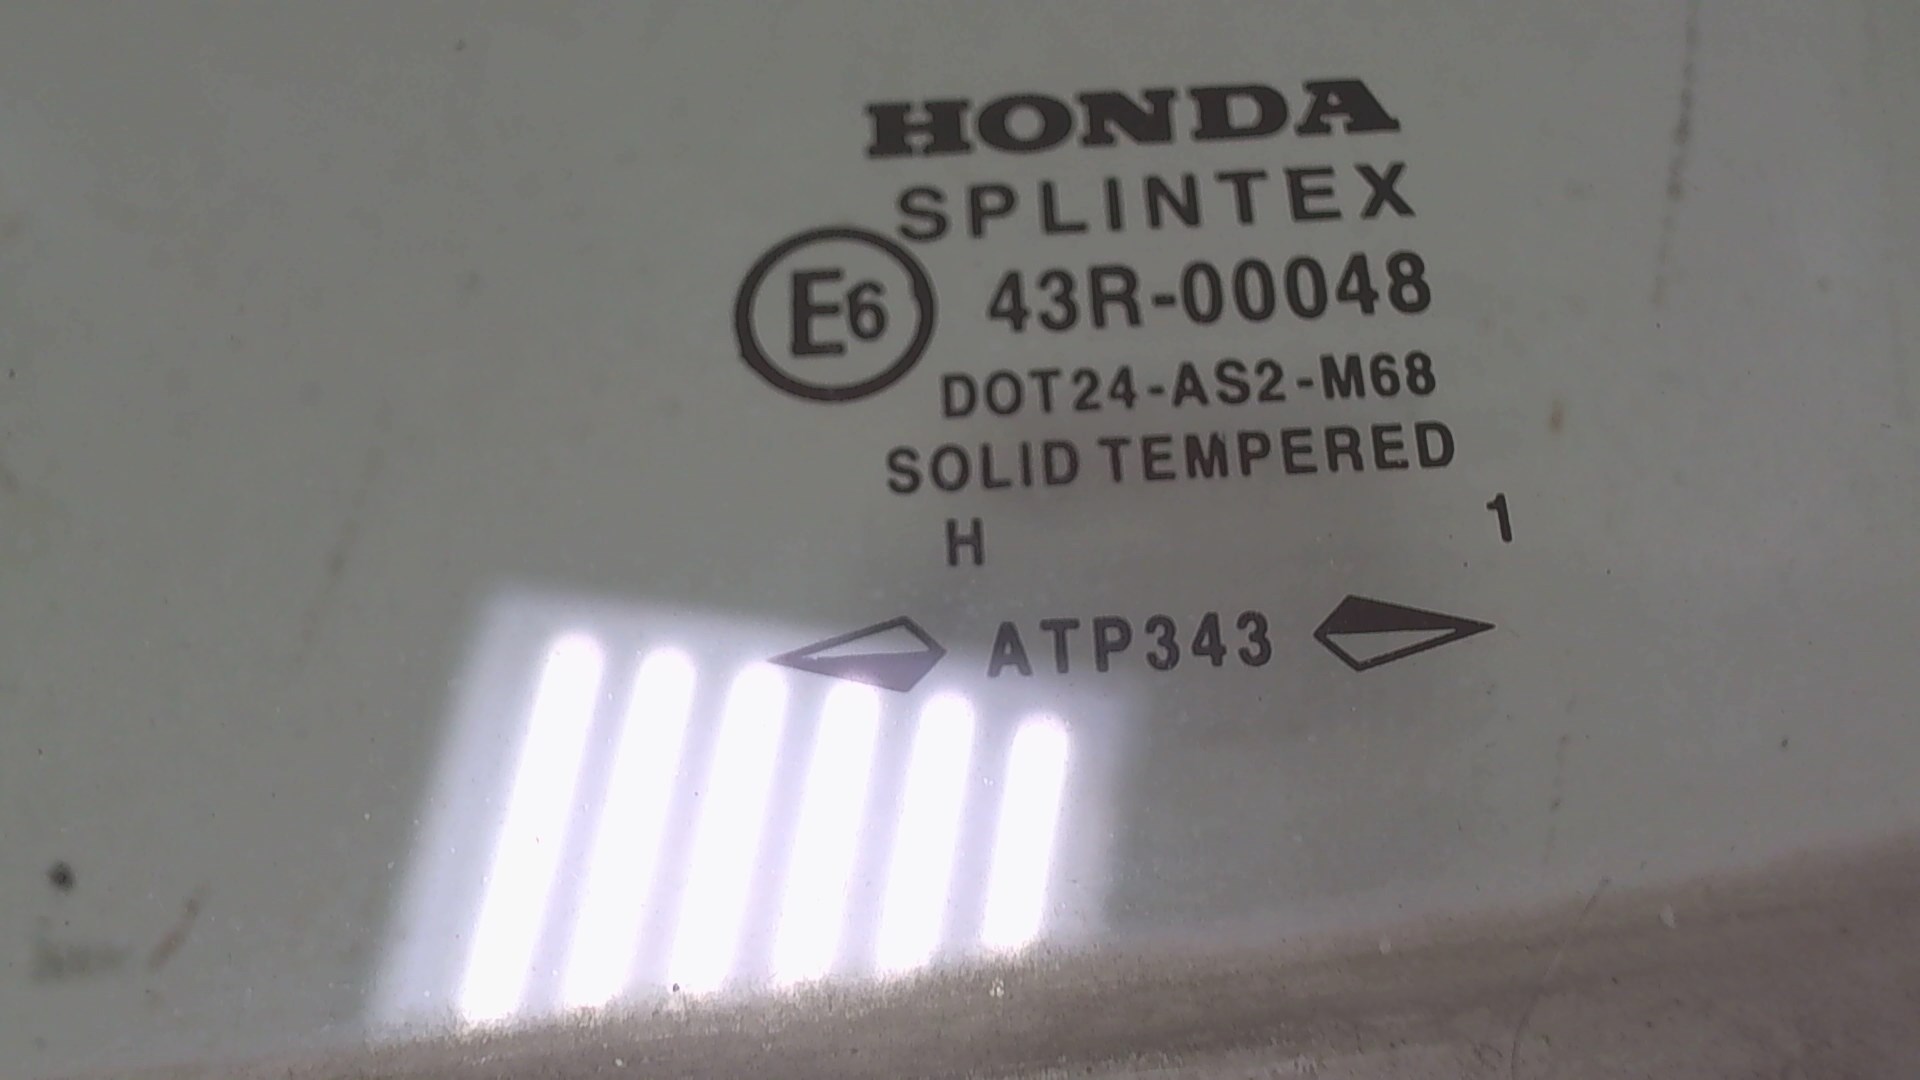 HONDA
SPLINTEX
E6 43R-00048
DOT24-AS2-M68
SOLID TEMPERED
H 1
ATP343